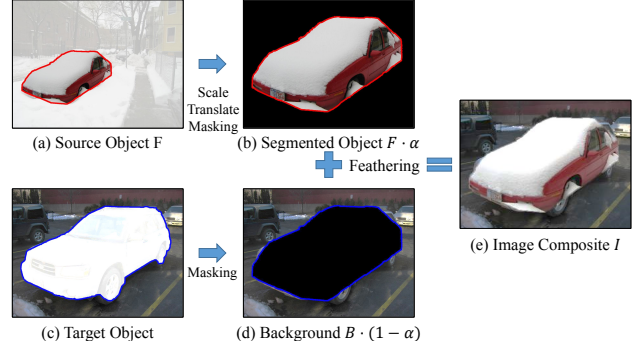 (a) Source Object F
Scale
Translate
Masking
(b) Segmented Object F · α
Feathering
(c) Target Object
Masking
(d) Background B · (1 − α)
(e) Image Composite I